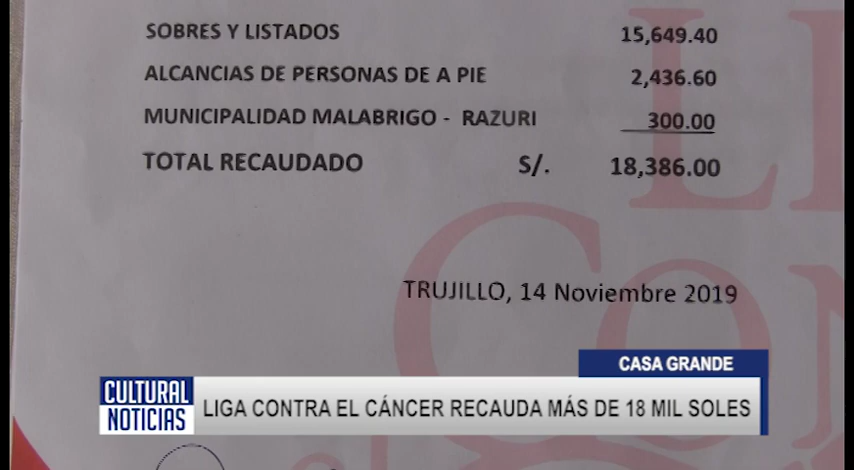 SOBRES Y LISTADOS 15,649.40
ALCANCIAS DE PERSONAS DE A PIE 2,436.60
MUNICIPALIDAD MALABRIGO - RAZURI 300.00
TOTAL RECAUDADO S/. 18,386.00
TRUJILLO, 14 Noviembre 2019
CASA GRANDE
CULTURAL
NOTICIAS
LIGA CONTRA EL CÁNCER RECAUDA MÁS DE 18 MIL SOLES